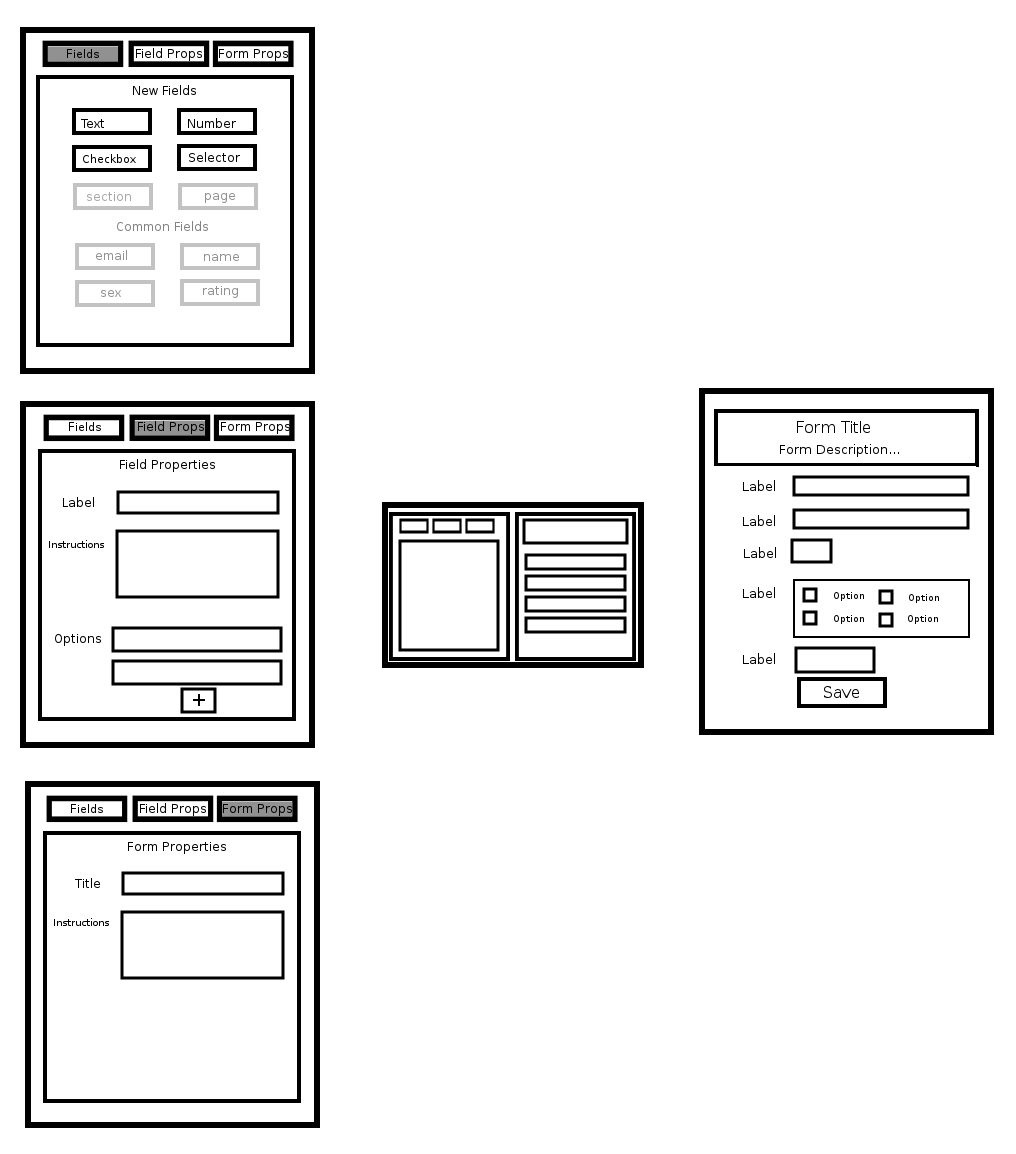 Fields Field Props Form Props
New Fields
Text Number
Checkbox Selector
section page
Common Fields
email name
sex rating
Fields Field Props Form Props
Field Properties
Label
Instructions
Options
+
Fields Field Props Form Props
Form Properties
Title
Instructions
Form Title
Form Description...
Label
Label
Label
Label Option Option
Option Option
Label
Save